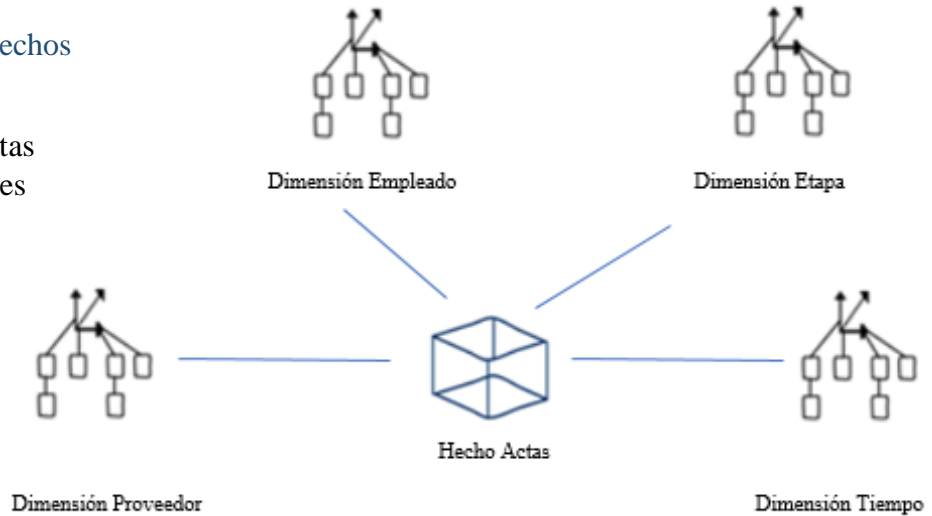 echos
tas
es
Dimensión Empleado
Dimensión Etapa
Hecho Actas
Dimensión Proveedor
Dimensión Tiempo